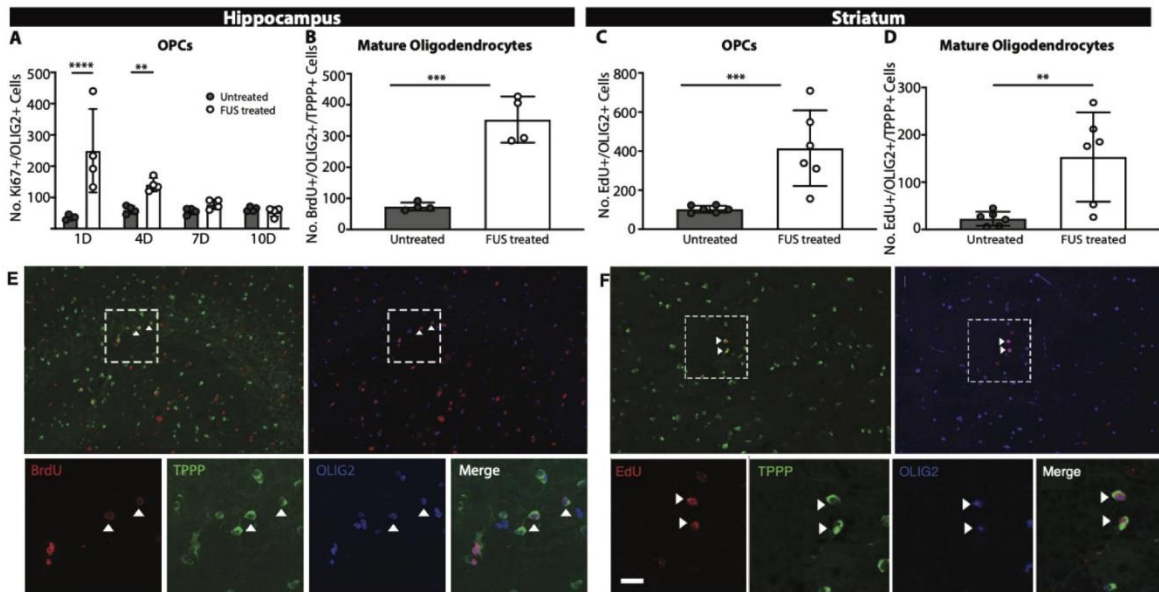 Hippocampus
Striatum
A
OPCs
No. Ki67+/OLIG2+ Cells
500
400
300
200
100
****
**
Untreated
FUS treated
1D
4D
7D
10D
B
Mature Oligodendrocytes
No. BrdU+/OLIG2+/TPPP+ Cells
500
400
300
200
100
0
***
Untreated
FUS treated
C
OPCs
No. EdU+/OLIG2+ Cells
800
600
400
200
0
***
Untreated
FUS treated
D
Mature Oligodendrocytes
No. EdU+/OLIG2+/TPPP+ Cells
300
200
100
0
**
Untreated
FUS treated
E
BrdU
TPPP
OLIG2
Merge
F
EdU
TPPP
OLIG2
Merge